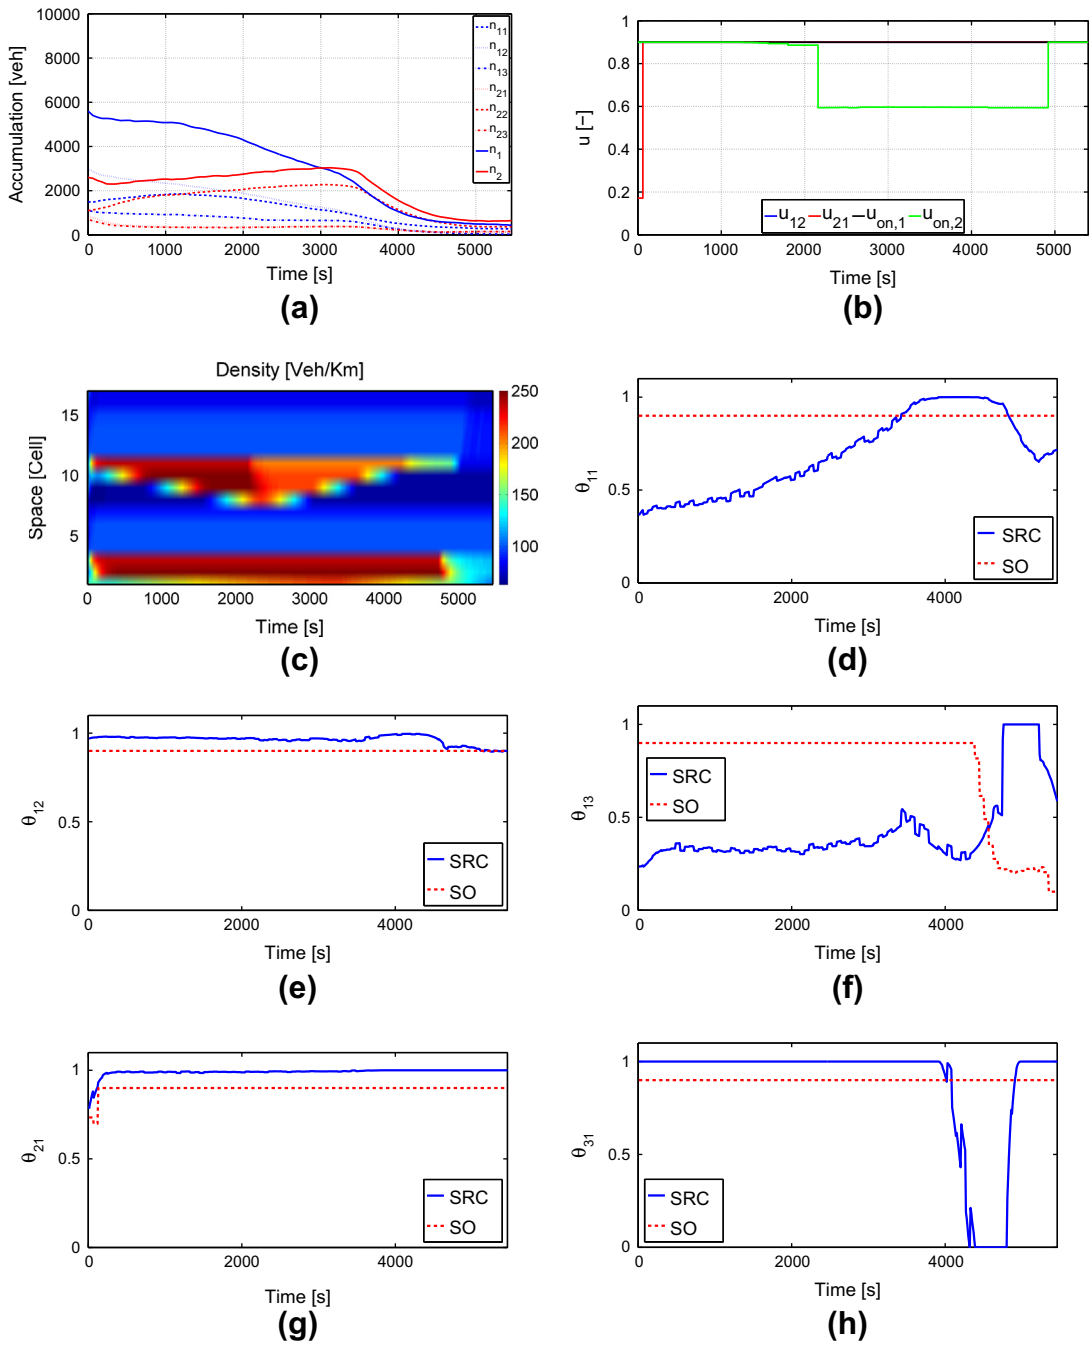 10000
8000
6000
4000
2000
0
Accumulation [veh]
0 1000 2000 3000 4000 5000
Time [s]
n11
n12
n13
n21
n22
n23
n1
n2
(a)
1
0.8
0.6
0.4
0.2
0
u [−]
0 1000 2000 3000 4000 5000
Time [s]
u12 u21 uon,1 uon,2
(b)
Density [Veh/Km]
15
10
5
Space [Cell]
250
200
150
100
0 1000 2000 3000 4000 5000
Time [s]
(c)
1
0.5
0
θ11
SRC
SO
0 2000 4000
Time [s]
(d)
1
0.5
0
θ12
SRC
SO
0 2000 4000
Time [s]
(e)
1
0.5
0
θ13
SRC
SO
0 2000 4000
Time [s]
(f)
1
0.5
0
θ21
SRC
SO
0 2000 4000
Time [s]
(g)
1
0.5
0
θ31
SRC
SO
0 2000 4000
Time [s]
(h)